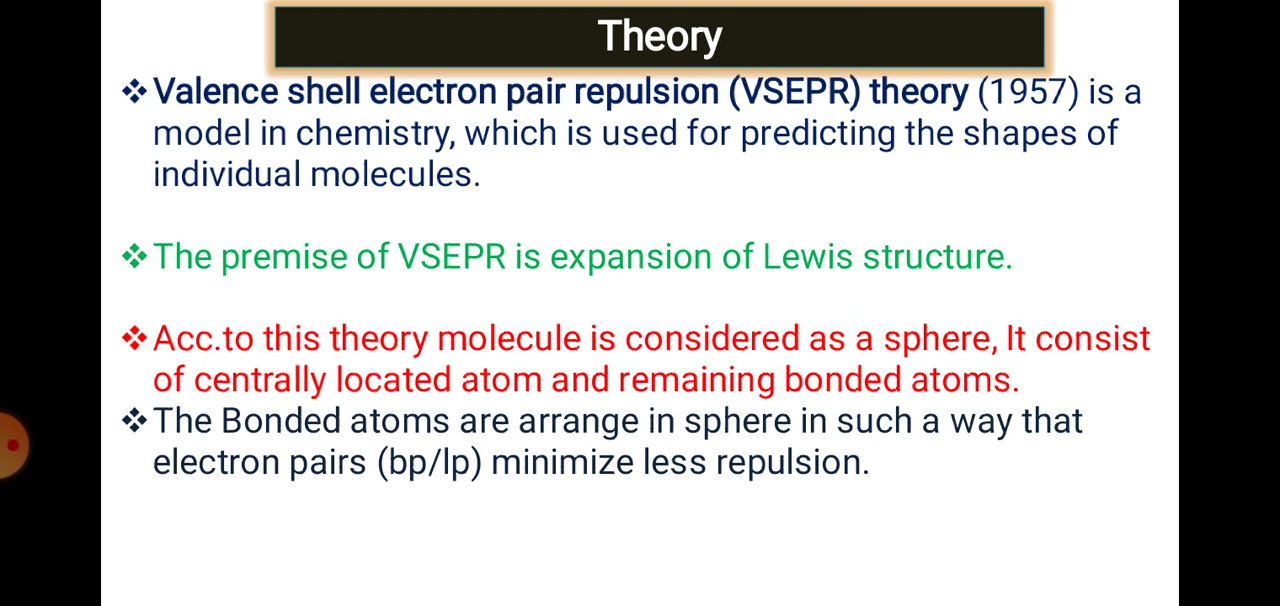 Theory
❖ Valence shell electron pair repulsion (VSEPR) theory (1957) is a
model in chemistry, which is used for predicting the shapes of
individual molecules.
❖ The premise of VSEPR is expansion of Lewis structure.
❖ Acc.to this theory molecule is considered as a sphere, It consist
of centrally located atom and remaining bonded atoms.
❖ The Bonded atoms are arrange in sphere in such a way that
electron pairs (bp/lp) minimize less repulsion.